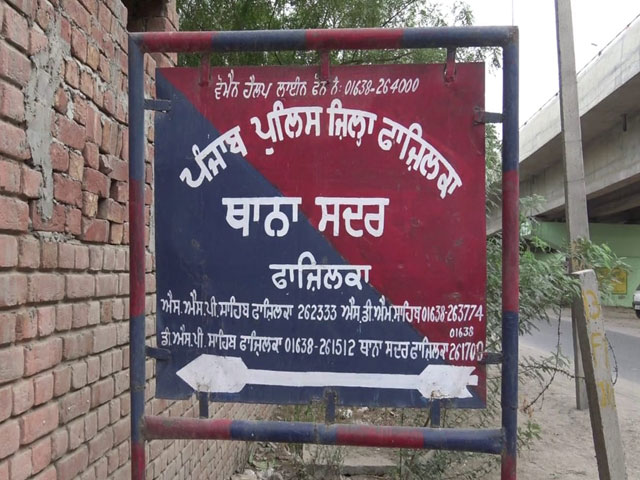 ਵੋਮੈਨ ਹੈਲਪ ਲਾਈਨ ਫੋਨ ਨੰ: 01638-264000
ਪੰਜਾਬ ਪੁਲਿਸ ਜ਼ਿਲ੍ਹਾ ਫਾਜ਼ਿਲਕਾ
ਥਾਨਾ ਸਦਰ
ਫਾਜ਼ਿਲਕਾ
ਐਸ.ਐਸ.ਪੀ.ਸਾਹਿਬ ਫਾਜ਼ਿਲਕਾ 262333 ਐਸ.ਡੀ.ਐਮ.ਸਾਹਿਬ 01638-263774
01638
ਡੀ.ਐਸ.ਪੀ.ਸਾਹਿਬ ਫਾਜ਼ਿਲਕਾ 01638-261512 ਥਾਨਾ ਸਦਰ ਫਾਜ਼ਿਲਕਾ 261700